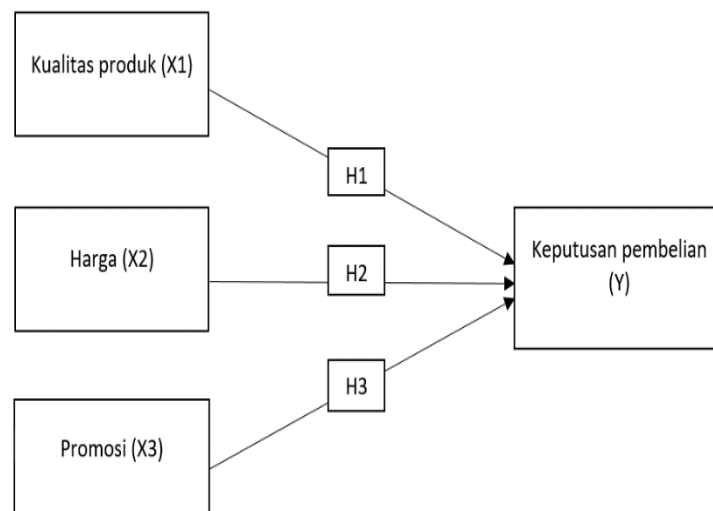 Kualitas produk (X1)
H1
Harga (X2)
H2
Keputusan pembelian
(Y)
H3
Promosi (X3)